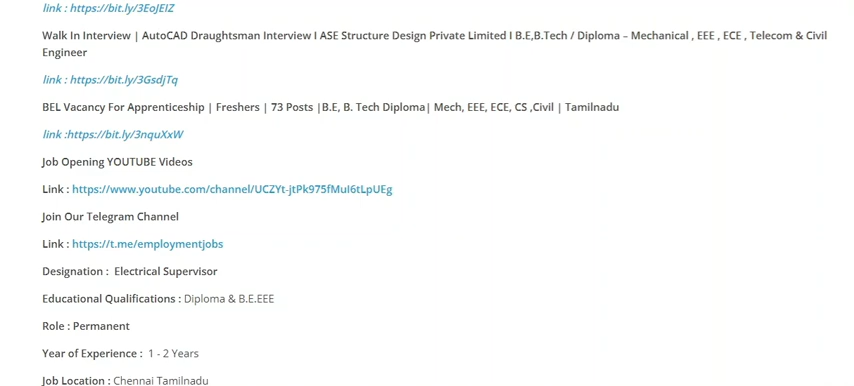 link : https://bit.ly/3EoJEIZ
Walk In Interview | AutoCAD Draughtsman Interview I ASE Structure Design Private Limited I B.E,B.Tech / Diploma – Mechanical , EEE , ECE , Telecom & Civil
Engineer
link : https://bit.ly/3GsdjTq
BEL Vacancy For Apprenticeship | Freshers | 73 Posts |B.E, B. Tech Diploma| Mech, EEE, ECE, CS ,Civil | Tamilnadu
link :https://bit.ly/3nquXxW
Job Opening YOUTUBE Videos
Link : https://www.youtube.com/channel/UCZYt-jtPk975fMuI6tLpUEg
Join Our Telegram Channel
Link : https://t.me/employmentjobs
Designation :  Electrical Supervisor
Educational Qualifications : Diploma & B.E.EEE
Role : Permanent
Year of Experience :  1 - 2 Years
Job Location : Chennai Tamilnadu